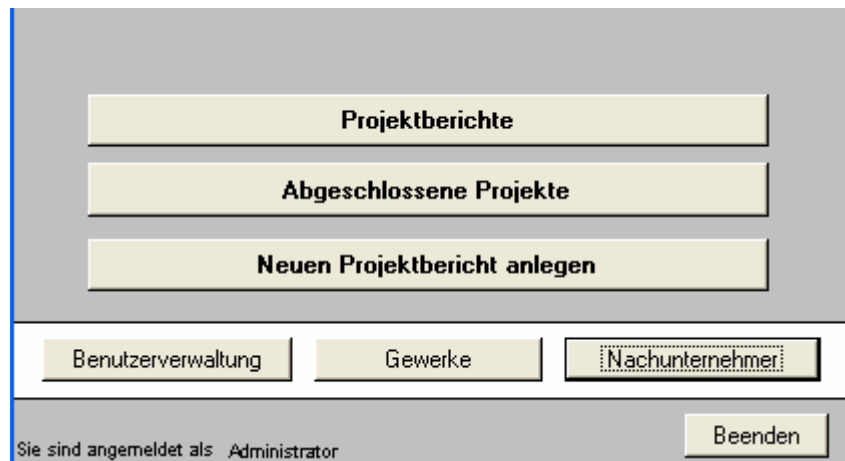 Projektberichte
Abgeschlossene Projekte
Neuen Projektbericht anlegen
Benutzerverwaltung Gewerke Nachunternehmer
Beenden
Sie sind angemeldet als Administrator